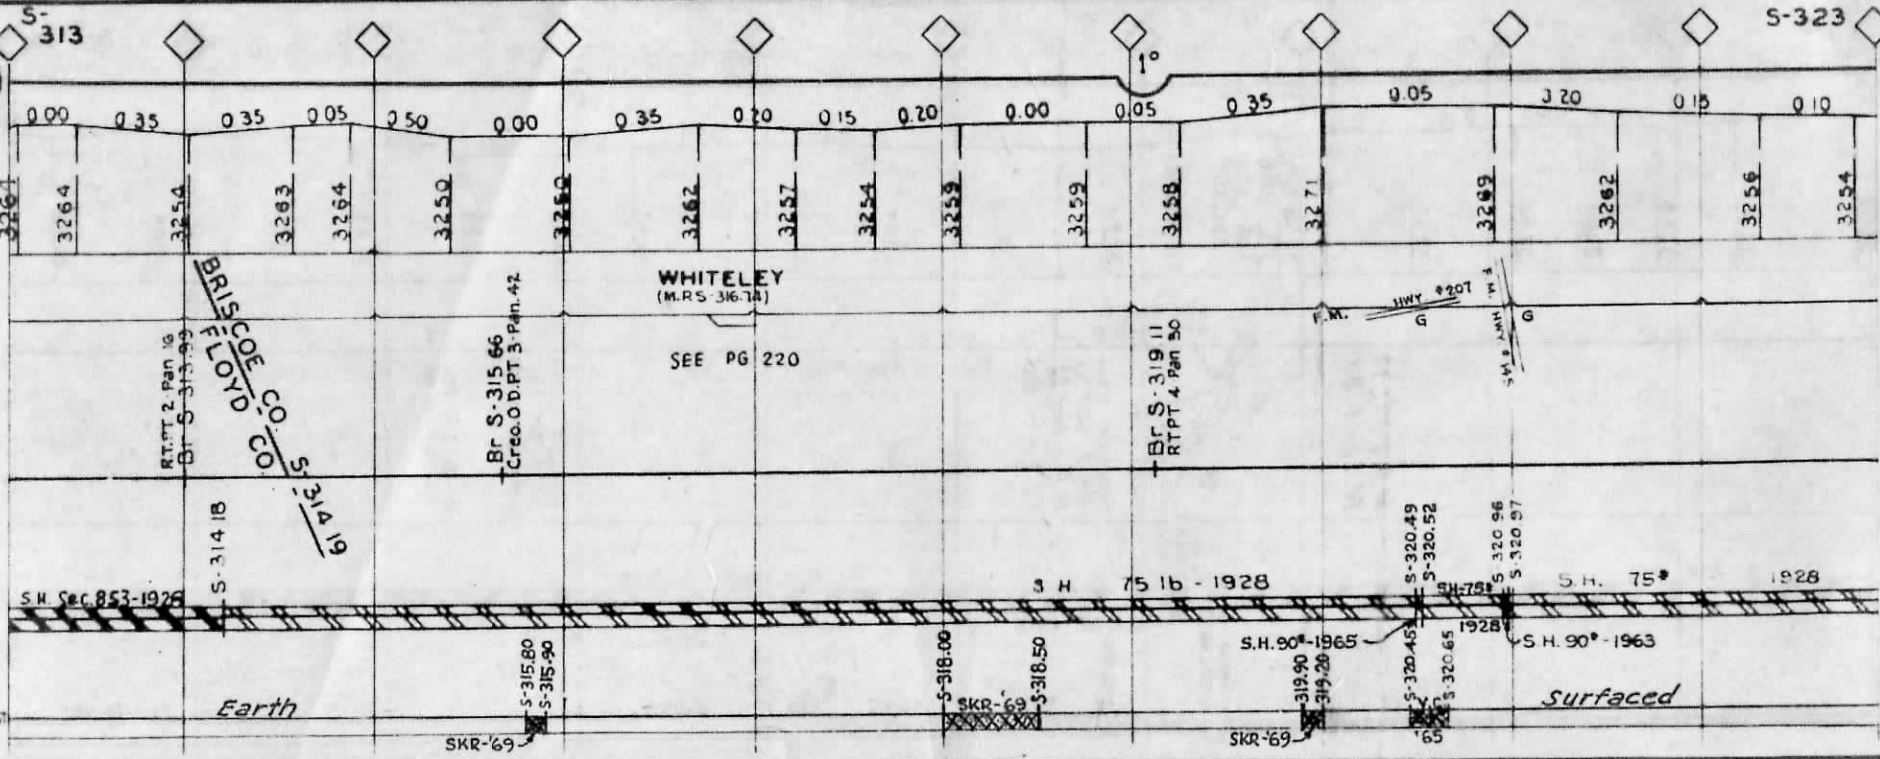 S-
313
S-323
1°
0.00 0.35 0.35 0.05 0.50 0.00 0.35 0.20 0.15 0.20 0.00 0.05 0.35 0.05 0.20 0.15 0.10
3264 3264 3254 3263 3264 3250 3250 3262 3257 3254 3259 3259 3258 3271 3269 3262 3256 3254
BRISCOE CO.
FLOYD CO.
S-314.19
R.T.PT 2-Pan 16
Br S-313.99
Br S-315.66
Creo.O.D.PT 3-Pan.42
WHITELEY
(M.P.S-316.74)
SEE PG 220
Br S-319.11
RTPT 4 Pan 30
F.M. HWY #207
G
F.M. HWY
G
S-314.18
S-320.49
S-320.52
S-320.96
S-320.97
S.H. Sec.853-1926
S H 75 lb - 1928
S.H-75#
1928
S.H. 75# 1928
S.H.90#-1965
S.H. 90#-1963
S-315.80
S-315.90
S-318.00
S-318.50
319.90
319.20
S-320.45
S-320.65
Earth
Surfaced
SKR-'69
SKR-'69
SKR-'69
'65